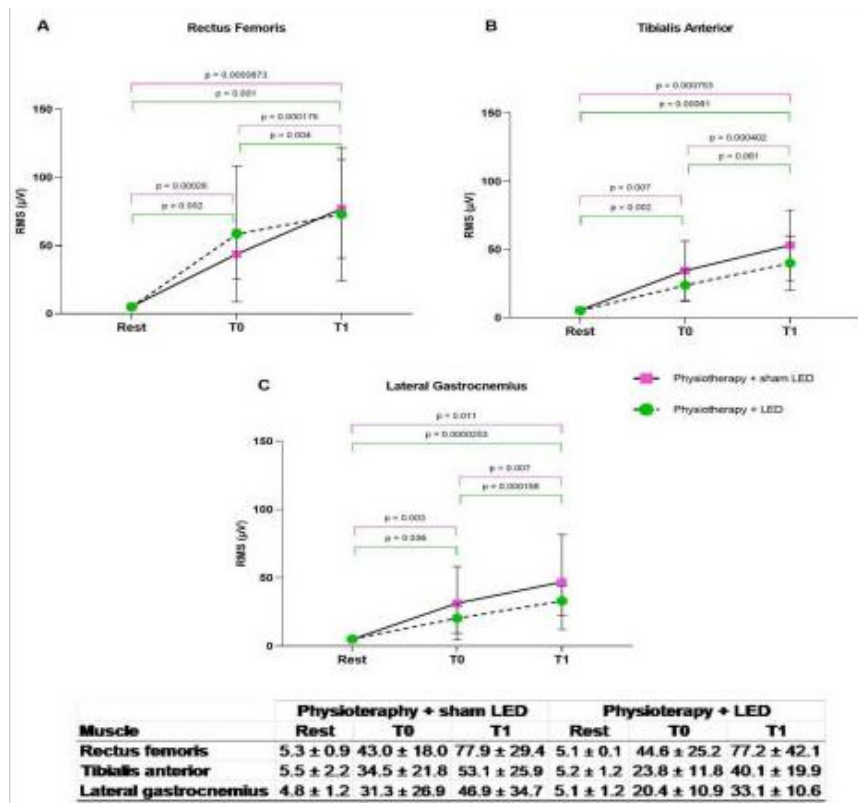 A
Rectus Femoris
p = 0.0000673
p = 0.001
p = 0.000175
p = 0.004
p = 0.00026
p = 0.002
RMS (µV)
150
100
50
0
Rest T0 T1
B
Tibialis Anterior
p = 0.000753
p = 0.00081
p = 0.000402
p = 0.001
p = 0.007
p = 0.002
RMS (µV)
150
100
50
0
Rest T0 T1
C
Lateral Gastrocnemius
p = 0.011
p = 0.0000203
p = 0.007
p = 0.000158
p = 0.003
p = 0.036
RMS (µV)
150
100
50
0
Rest T0 T1
Physiotherapy + sham LED
Physiotherapy + LED
Physioteraphy + sham LED Physioterapy + LED
Muscle Rest T0 T1 Rest T0 T1
Rectus femoris 5.3 ± 0.9 43.0 ± 18.0 77.9 ± 29.4 5.1 ± 0.1 44.6 ± 25.2 77.2 ± 42.1
Tibialis anterior 5.5 ± 2.2 34.5 ± 21.8 53.1 ± 25.9 5.2 ± 1.2 23.8 ± 11.8 40.1 ± 19.9
Lateral gastrocnemius 4.8 ± 1.2 31.3 ± 26.9 46.9 ± 34.7 5.1 ± 1.2 20.4 ± 10.9 33.1 ± 10.6